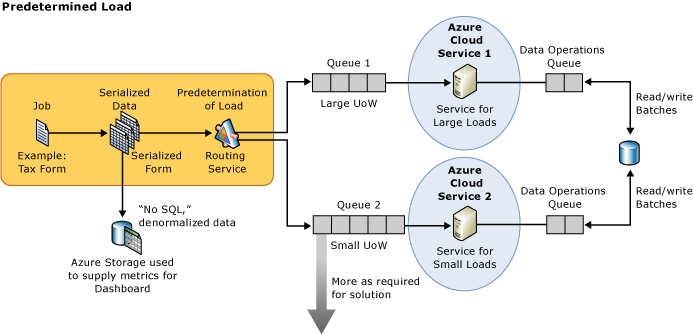 Predetermined Load
Job
Example:
Tax Form
Serialized
Data
Serialized
Form
Predetermination
of Load
Routing
Service
"No SQL,"
denormalized data
Azure Storage used
to supply metrics for
Dashboard
Queue 1
Large UoW
Azure
Cloud
Service 1
Service for
Large Loads
Data Operations
Queue
Read/write
Batches
Queue 2
Small UoW
More as required
for solution
Azure
Cloud
Service 2
Service for
Small Loads
Data Operations
Queue
Read/write
Batches